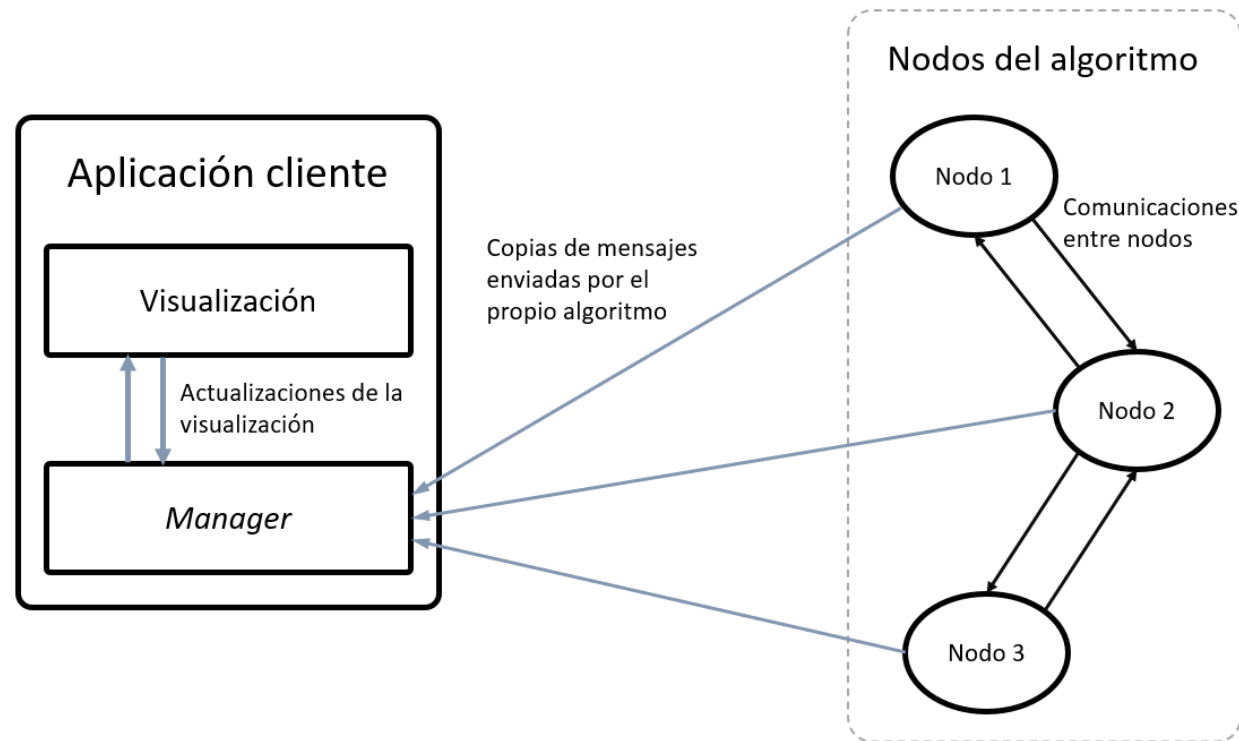 Nodos del algoritmo
Aplicación cliente
Nodo 1
Comunicaciones
entre nodos
Copias de mensajes
enviadas por el
propio algoritmo
Visualización
Actualizaciones de la
visualización
Nodo 2
Manager
Nodo 3